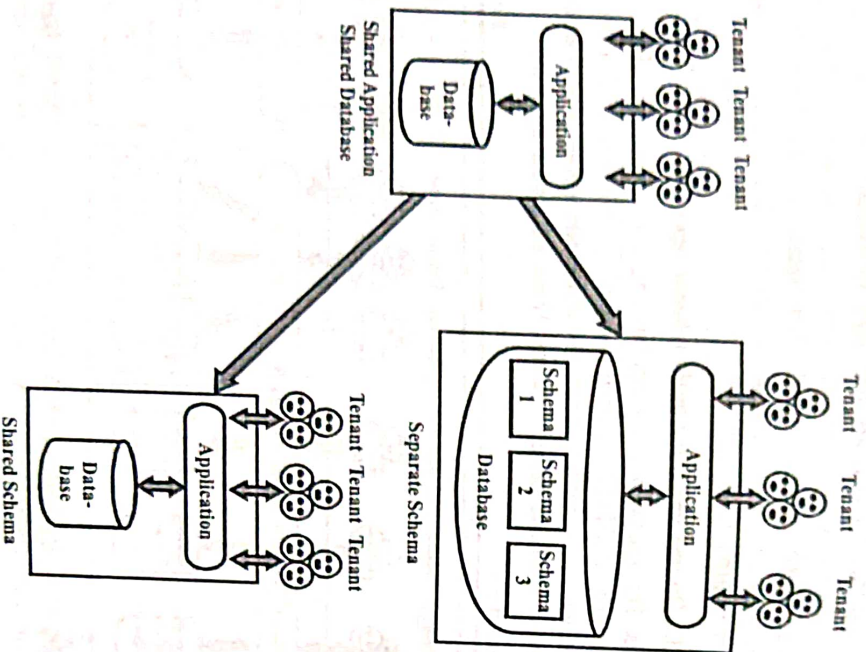 Tenant Tenant Tenant
Application
Data-
base
Shared Application
Shared Database
Tenant
Tenant
Tenant
Application
Schema
1
Schema
2
Schema
3
Database
Separate Schema
Tenant Tenant Tenant
Application
Data-
base
Shared Schema